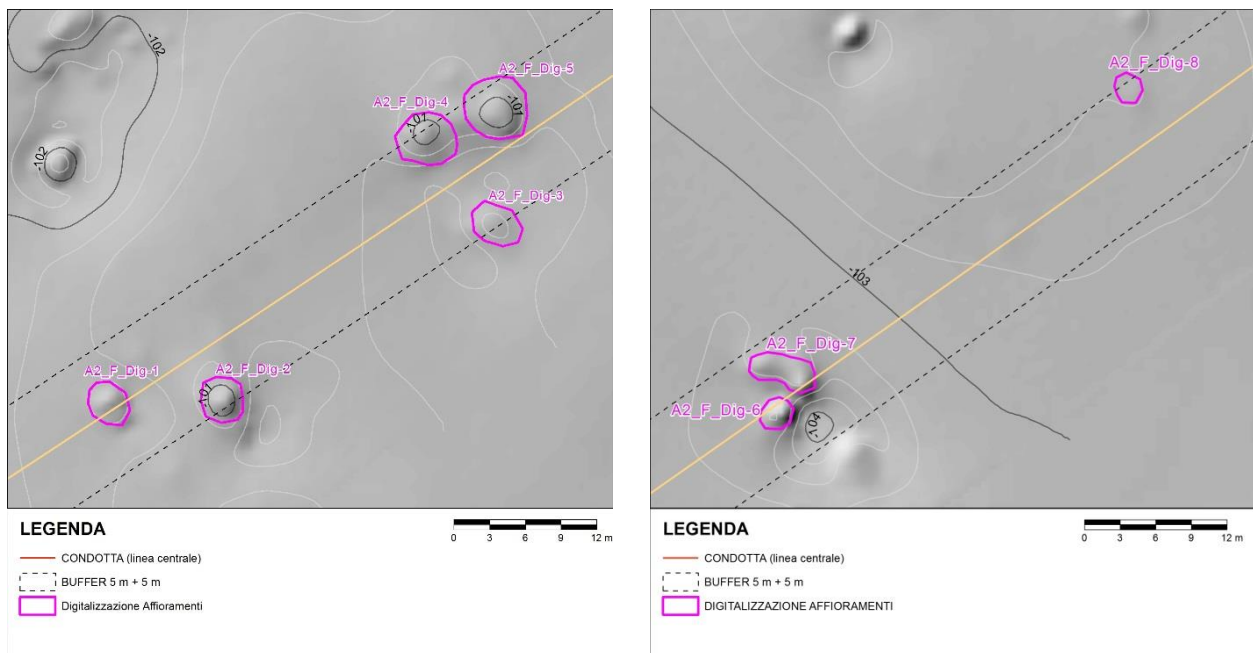 -102
A2_F_Dig-5
A2_F_Dig-4
-101
-101
-102
A2_F_Dig-3
A2_F_Dig-1
A2_F_Dig-2
-101
LEGENDA
0 3 6 9 12 m
CONDOTTA (linea centrale)
BUFFER 5 m + 5 m
Digitalizzazione Affioramenti
A2_F_Dig-8
-103
A2_F_Dig-7
A2_F_Dig-6
-104
LEGENDA
0 3 6 9 12 m
CONDOTTA (linea centrale)
BUFFER 5 m + 5 m
DIGITALIZZAZIONE AFFIORAMENTI